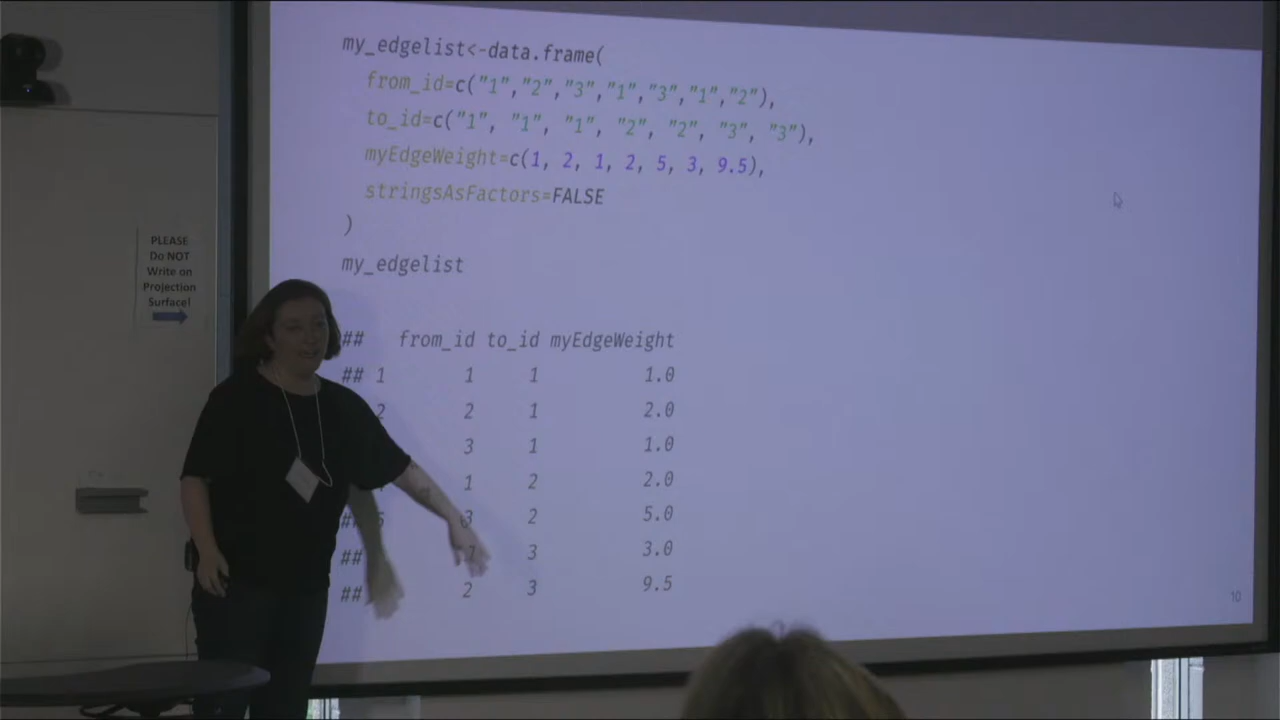 my_edgelist<-data.frame(
from_id=c("1","2","3","1","3","1","2"),
to_id=c("1", "1", "1", "2", "2", "3", "3"),
myEdgeWeight=c(1, 2, 1, 2, 5, 3, 9.5),
stringsAsFactors=FALSE
)
my_edgelist
PLEASE
Do NOT
Write on
Projection
Surface!
## from_id to_id myEdgeWeight
## 1 1 1 1.0
2 2 1 2.0
3 1 1.0
1 2 2.0
## 3 2 5.0
## 3 3.0
## 2 3 9.5
10